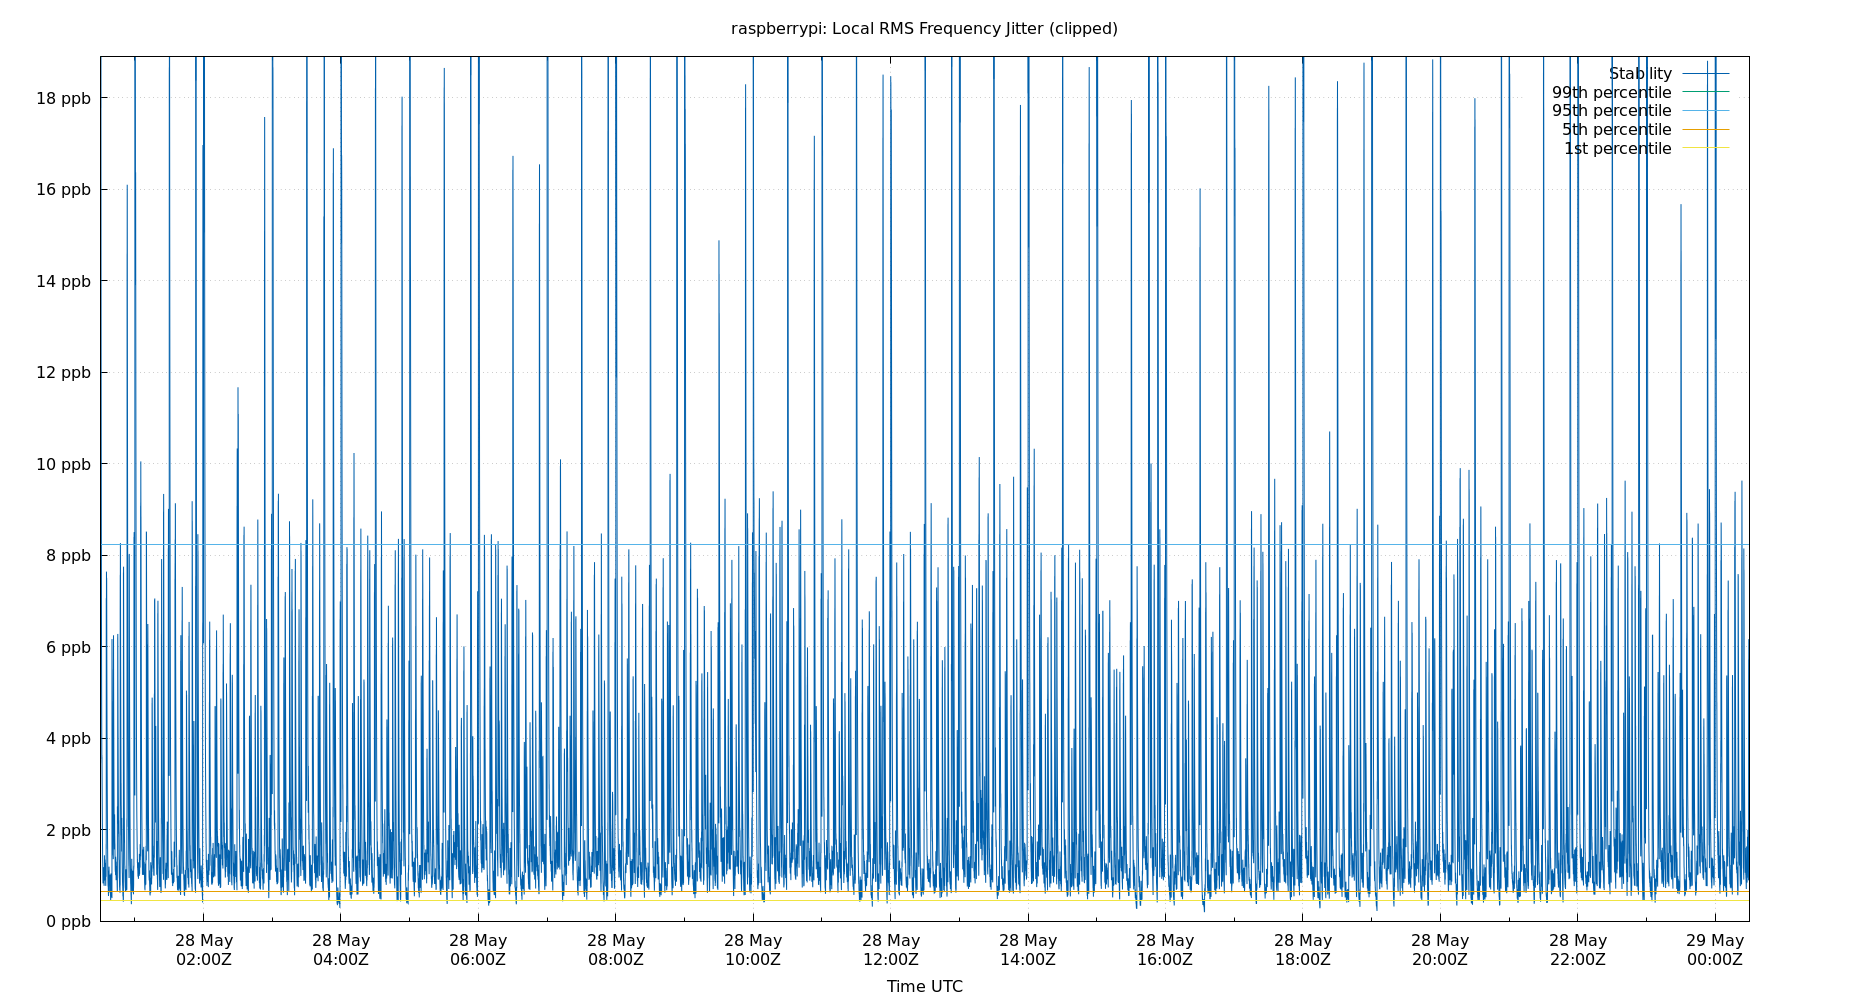 raspberrypi: Local RMS Frequency Jitter (clipped)
Stability
99th percentile
95th percentile
5th percentile
1st percentile
18 ppb
16 ppb
14 ppb
12 ppb
10 ppb
8 ppb
6 ppb
4 ppb
2 ppb
0 ppb
28 May 28 May 28 May 28 May 28 May 28 May 28 May 28 May 28 May 28 May 28 May 29 May
02:00Z 04:00Z 06:00Z 08:00Z 10:00Z 12:00Z 14:00Z 16:00Z 18:00Z 20:00Z 22:00Z 00:00Z
Time UTC